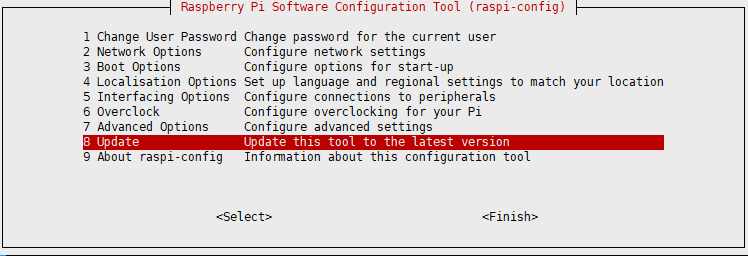 Raspberry Pi Software Configuration Tool (raspi-config)
1 Change User Password Change password for the current user
2 Network Options Configure network settings
3 Boot Options Configure options for start-up
4 Localisation Options Set up language and regional settings to match your location
5 Interfacing Options Configure connections to peripherals
6 Overclock Configure overclocking for your Pi
7 Advanced Options Configure advanced settings
8 Update Update this tool to the latest version
9 About raspi-config Information about this configuration tool
<Select> <Finish>